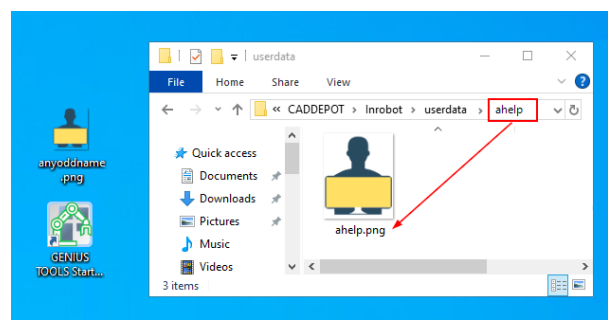 anyoddname
.png
GENIUS
TOOLS Start...
userdata
File Home Share View
« CADDEPOT > Inrobot > userdata > ahelp
Quick access
Documents
Downloads
Pictures
Music
Videos
ahelp.png
3 items